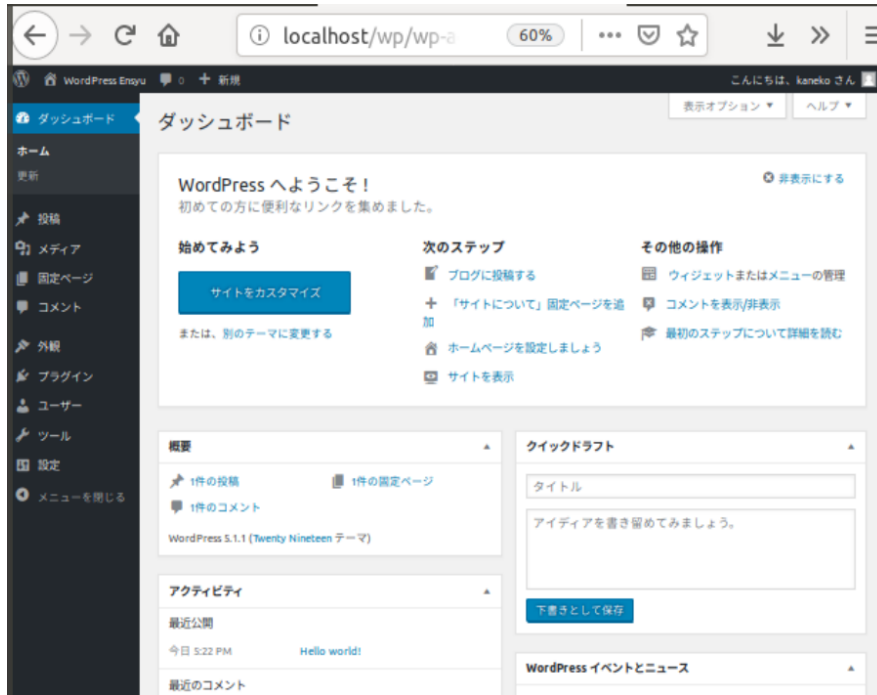 localhost/wp/wp-a
60%
WordPress Ensyu
0
新規
こんにちは、kaneko さん
表示オプション
ヘルプ
ダッシュボード
ホーム
更新
投稿
メディア
固定ページ
コメント
外観
プラグイン
ユーザー
ツール
設定
メニューを閉じる
ダッシュボード
WordPress へようこそ !
初めての方に便利なリンクを集めました。
非表示にする
始めてみよう
サイトをカスタマイズ
または、別のテーマに変更する
次のステップ
ブログに投稿する
「サイトについて」固定ページを追
加
ホームページを設定しましょう
サイトを表示
その他の操作
ウィジェットまたはメニューの管理
コメントを表示/非表示
最初のステップについて詳細を読む
概要
1件の投稿
1件の固定ページ
1件のコメント
WordPress 5.1.1 (Twenty Nineteen テーマ)
アクティビティ
最近公開
今日 5:22 PM
Hello world!
最近のコメント
クイックドラフト
タイトル
アイディアを書き留めてみましょう。
下書きとして保存
WordPress イベントとニュース